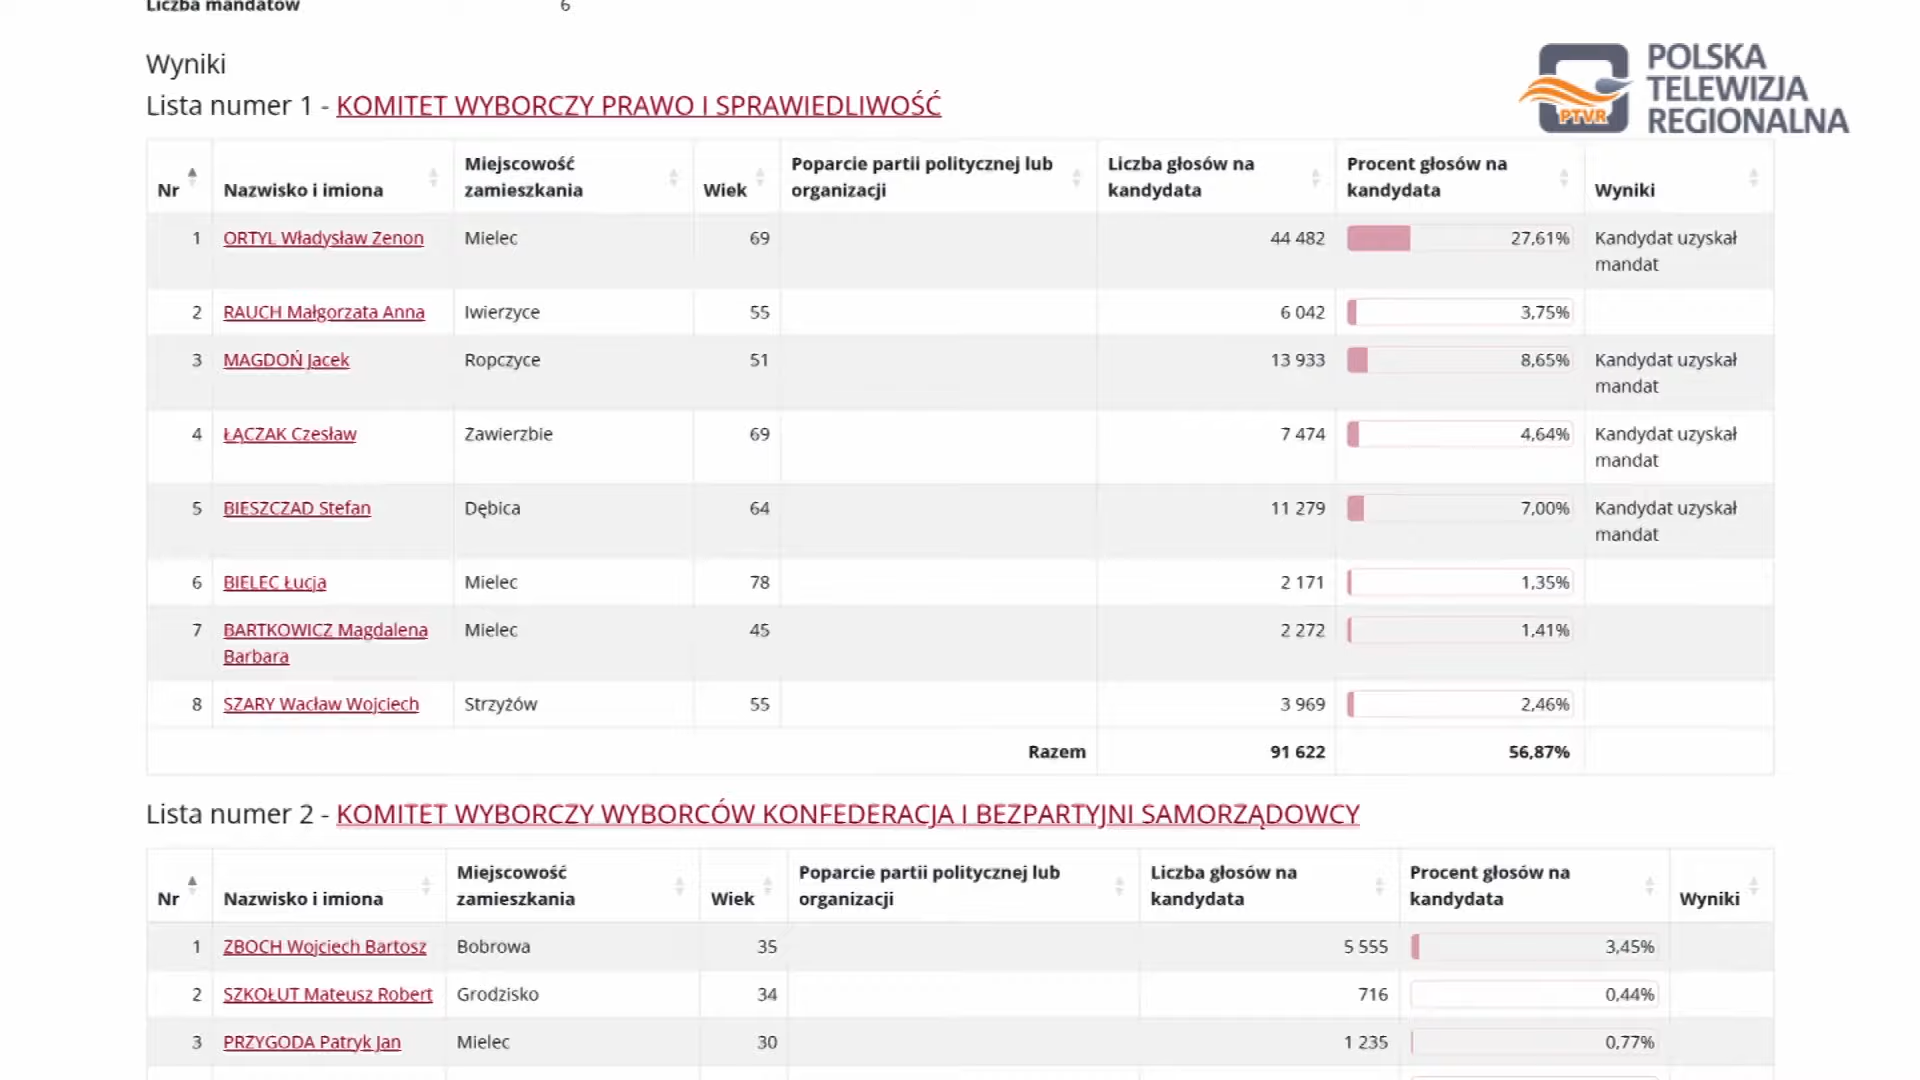 Liczba mandatów 6
Wyniki
POLSKA
TELEWIZJA
REGIONALNA
PTVR
Lista numer 1 - KOMITET WYBORCZY PRAWO I SPRAWIEDLIWOŚĆ
Nr Nazwisko i imiona Miejscowość zamieszkania Wiek Poparcie partii politycznej lub organizacji Liczba głosów na kandydata Procent głosów na kandydata Wyniki
1 ORTYL Władysław Zenon Mielec 69 44 482 27,61% Kandydat uzyskał mandat
2 RAUCH Małgorzata Anna Iwierzyce 55 6 042 3,75%
3 MAGDOŃ Jacek Ropczyce 51 13 933 8,65% Kandydat uzyskał mandat
4 ŁĄCZAK Czesław Zawierzbie 69 7 474 4,64% Kandydat uzyskał mandat
5 BIESZCZAD Stefan Dębica 64 11 279 7,00% Kandydat uzyskał mandat
6 BIELEC Łucja Mielec 78 2 171 1,35%
7 BARTKOWICZ Magdalena Barbara Mielec 45 2 272 1,41%
8 SZARY Wacław Wojciech Strzyżów 55 3 969 2,46%
Razem 91 622 56,87%
Lista numer 2 - KOMITET WYBORCZY WYBORCÓW KONFEDERACJA I BEZPARTYJNI SAMORZĄDOWCY
Nr Nazwisko i imiona Miejscowość zamieszkania Wiek Poparcie partii politycznej lub organizacji Liczba głosów na kandydata Procent głosów na kandydata Wyniki
1 ZBOCH Wojciech Bartosz Bobrowa 35 5 555 3,45%
2 SZKOŁUT Mateusz Robert Grodzisko 34 716 0,44%
3 PRZYGODA Patryk Jan Mielec 30 1 235 0,77%